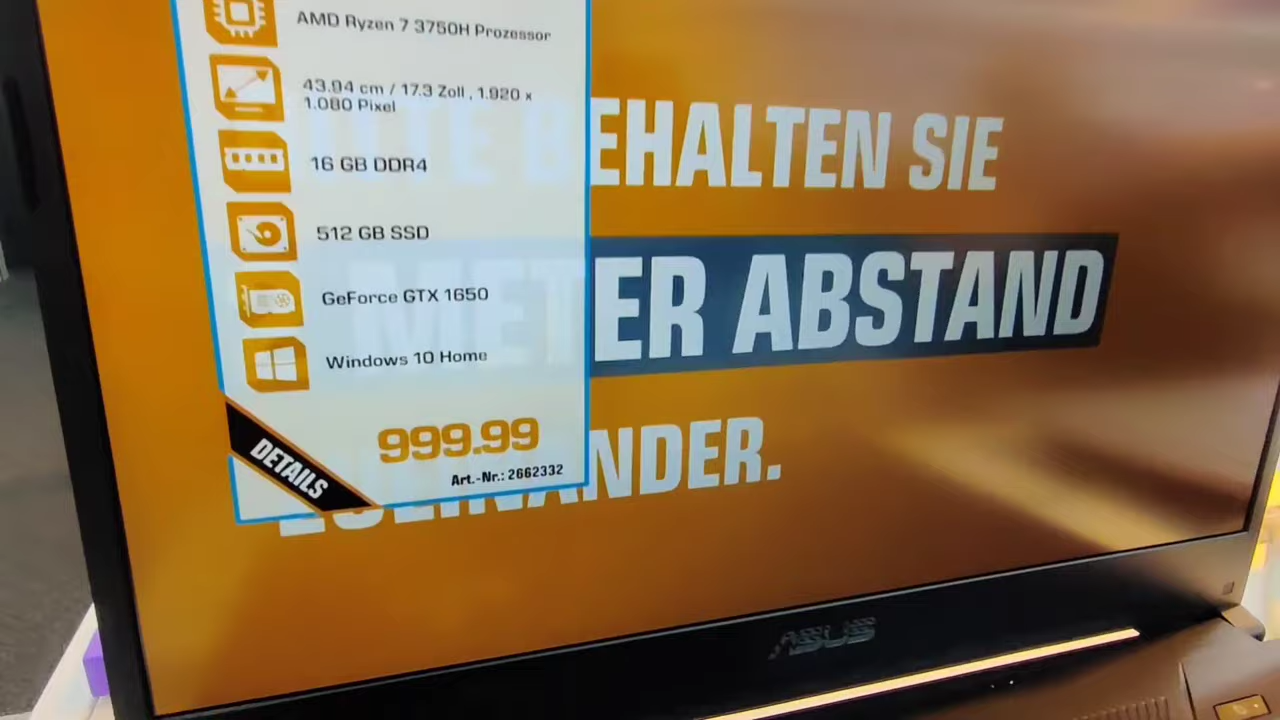 AMD Ryzen 7 3750H Prozessor
43.94 cm / 17.3 Zoll , 1.920 x
1.080 Pixel
16 GB DDR4
512 GB SSD
GeForce GTX 1650
Windows 10 Home
999.99
Art.-Nr.: 2662332
DETAILS
BEHALTEN SIE
METER ABSTAND
ZUEINANDER.
ASUS